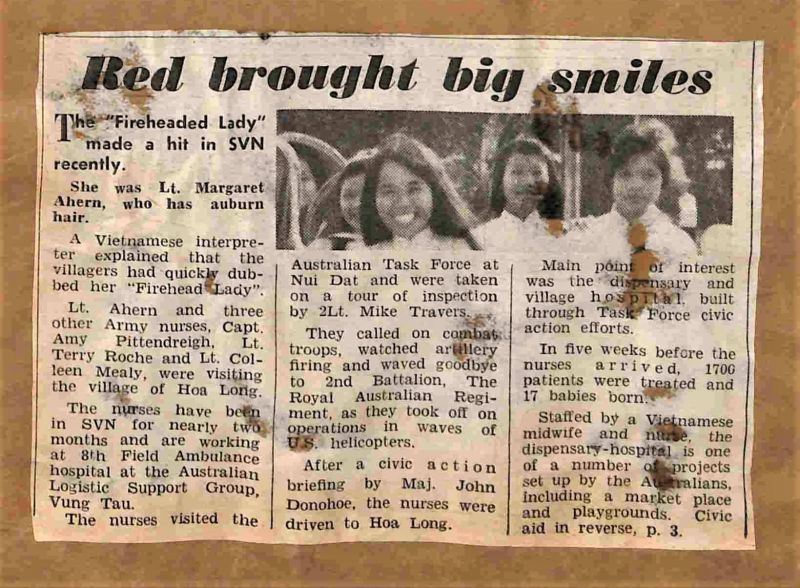 Red brought big smiles
The "Fireheaded Lady"
made a hit in SVN
recently.
She was Lt. Margaret
Ahern, who has auburn
hair.
A Vietnamese interpre-
ter explained that the
villagers had quickly dub-
bed her "Firehead Lady".
Lt. Ahern and three
other Army nurses, Capt.
Amy Pittendreigh, Lt.
Terry Roche and Lt. Col-
leen Mealy, were visiting
the village of Hoa Long.
The nurses have been
in SVN for nearly two
months and are working
at 8th Field Ambulance
hospital at the Australian
Logistic Support Group,
Vung Tau.
The nurses visited the
Australian Task Force at
Nui Dat and were taken
on a tour of inspection
by 2Lt. Mike Travers.
They called on combat
troops, watched artillery
firing and waved goodbye
to 2nd Battalion, The
Royal Australian Regi-
ment, as they took off on
operations in waves of
U.S. helicopters.
After a civic action
briefing by Maj. John
Donohoe, the nurses were
driven to Hoa Long.
Main point of interest
was the dispensary and
village hospital, built
through Task Force civic
action efforts.
In five weeks before the
nurses arrived, 1700
patients were treated and
17 babies born.
Staffed by a Vietnamese
midwife and nurse, the
dispensary-hospital is one
of a number of projects
set up by the Australians,
including a market place
and playgrounds. Civic
aid in reverse, p. 3.